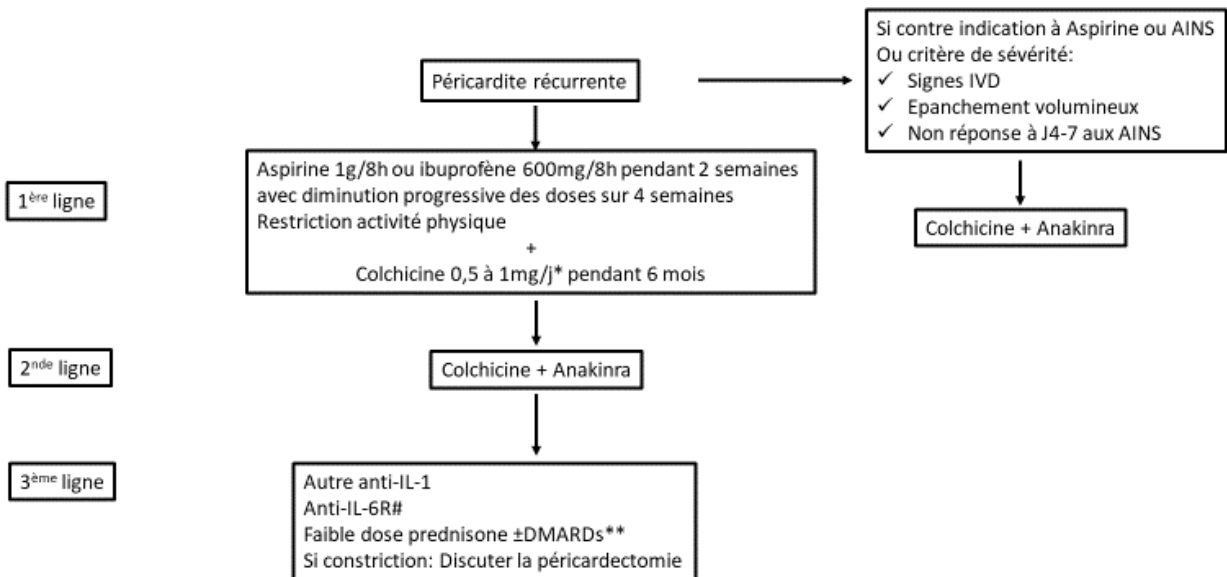 Péricardite récurrente
Si contre indication à Aspirine ou AINS
Ou critère de sévérité:
✓ Signes IVD
✓ Epanchement volumineux
✓ Non réponse à J4-7 aux AINS
Colchicine + Anakinra
1ère ligne
Aspirine 1g/8h ou ibuprofène 600mg/8h pendant 2 semaines
avec diminution progressive des doses sur 4 semaines
Restriction activité physique
+
Colchicine 0,5 à 1mg/j* pendant 6 mois
2nde ligne
Colchicine + Anakinra
3ème ligne
Autre anti-IL-1
Anti-IL-6R#
Faible dose prednisone ±DMARDs**
Si constriction: Discuter la péricardectomie